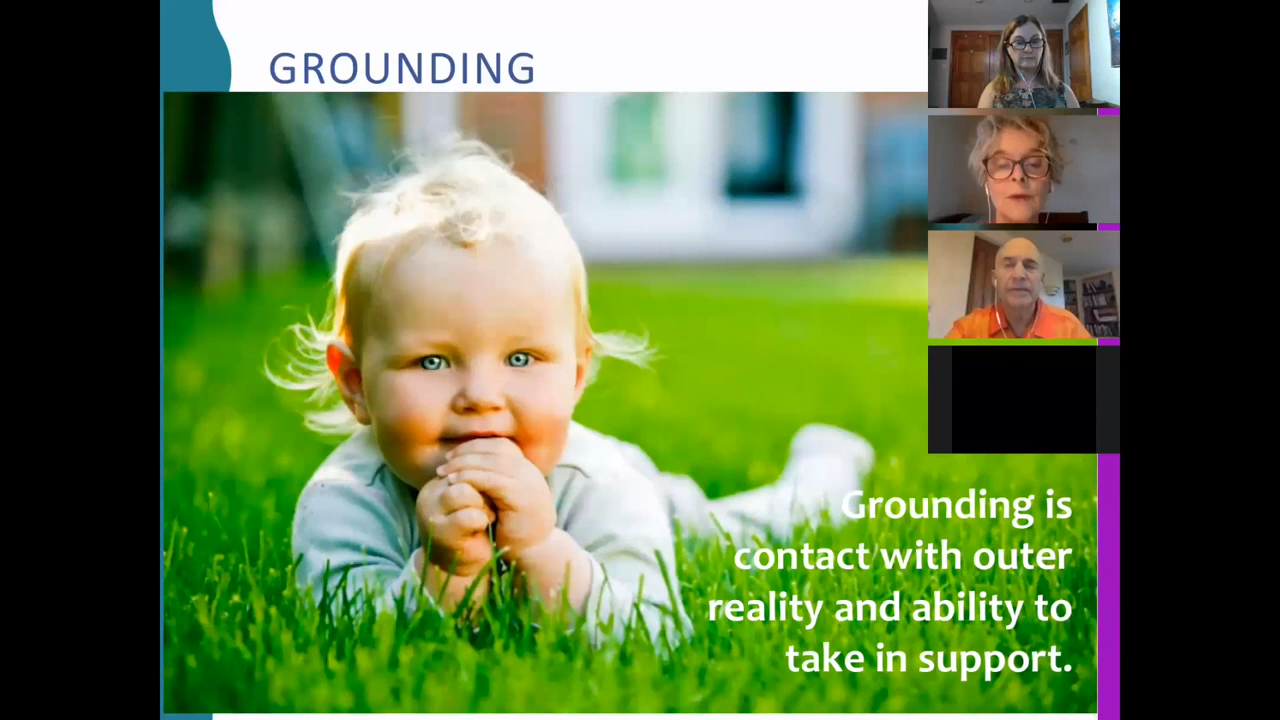 GROUNDING
Grounding is
contact with outer
reality and ability to
take in support.